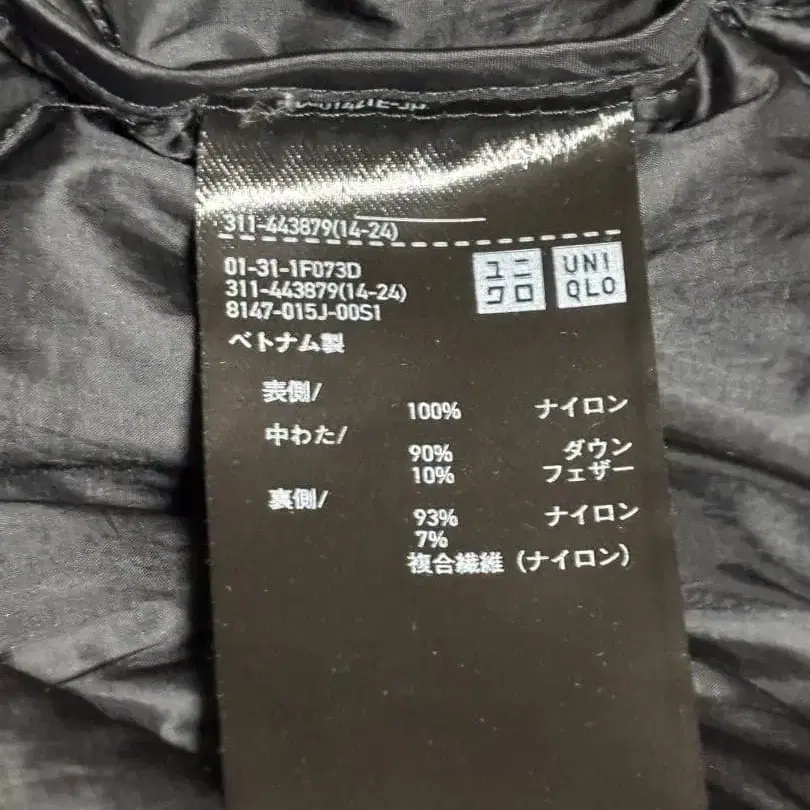 311-443879(14-24)
01-31-1F073D
311-443879(14-24)
8147-015J-00S1
ユニ
クロ
UNI
QLO
ベトナム製
表側/
100% ナイロン
中わた/
90% ダウン
10% フェザー
裏側/
93% ナイロン
7%
複合繊維（ナイロン）